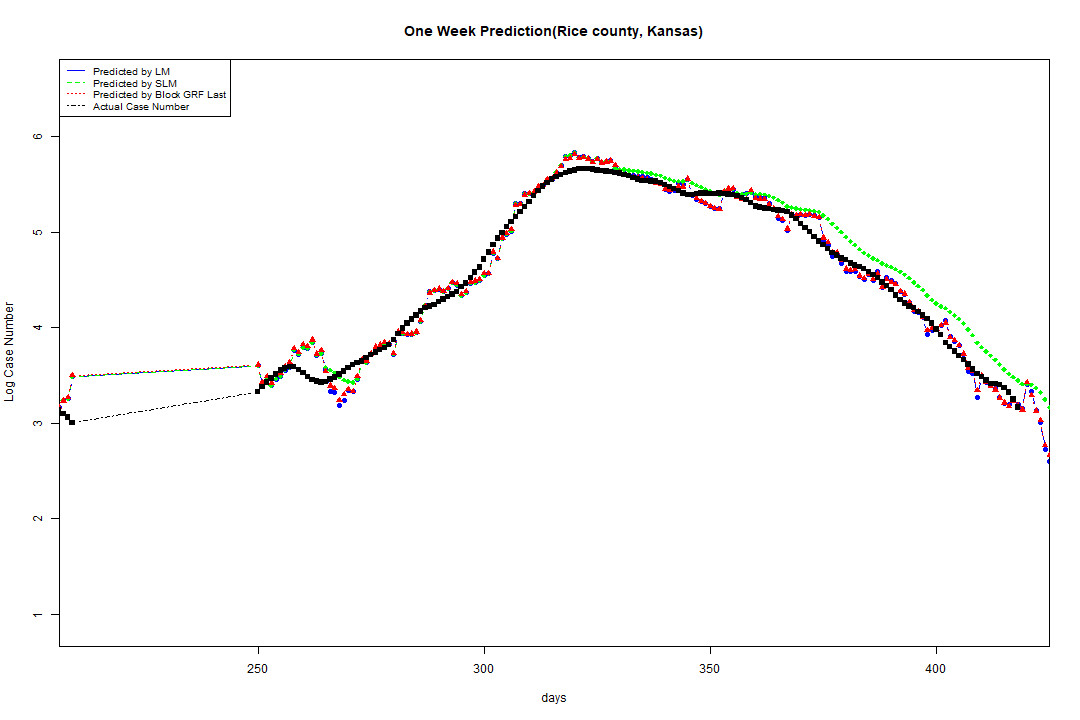 One Week Prediction(Rice county, Kansas)
Predicted by LM
Predicted by SLM
Predicted by Block GRF Last
Actual Case Number
Log Case Number
6
5
4
3
2
1
250 300 350 400
days